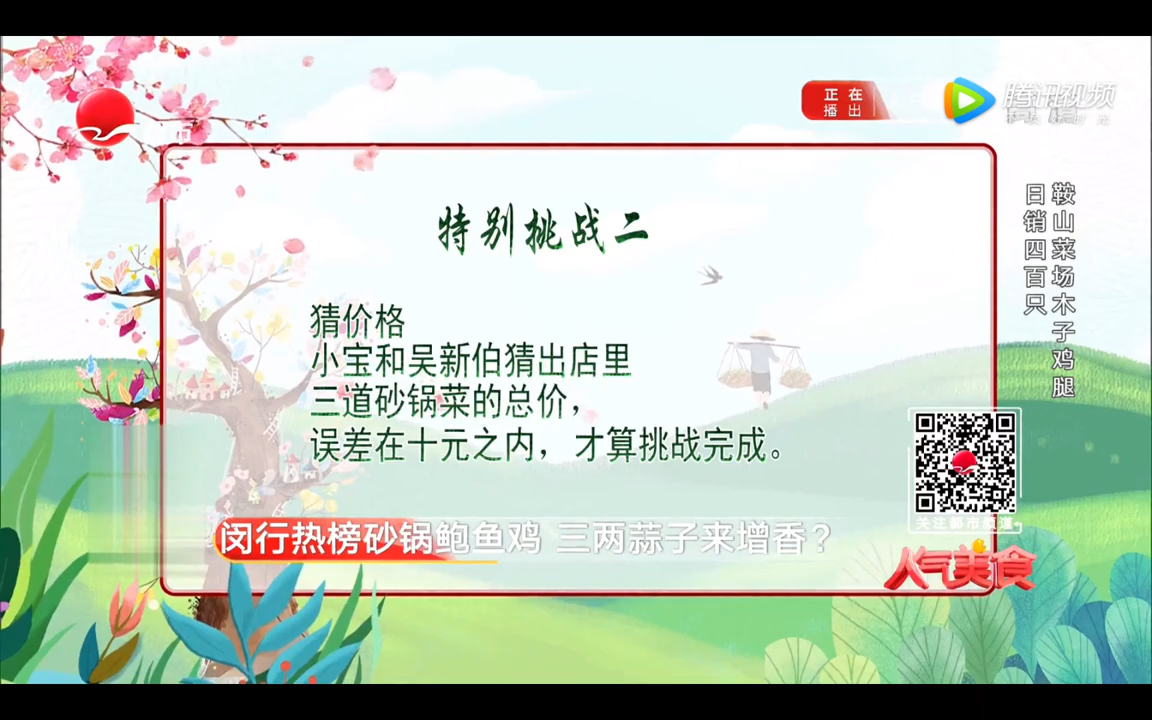 正在
播出
腾讯视频
特别挑战二
猜价格
小宝和吴新伯猜出店里
三道砂锅菜的总价，
误差在十元之内，才算挑战完成。
鞍山菜场木子鸡腿
日销四百只
关注都市频道
闵行热榜砂锅鲍鱼鸡 三两蒜子来增香？
人气美食